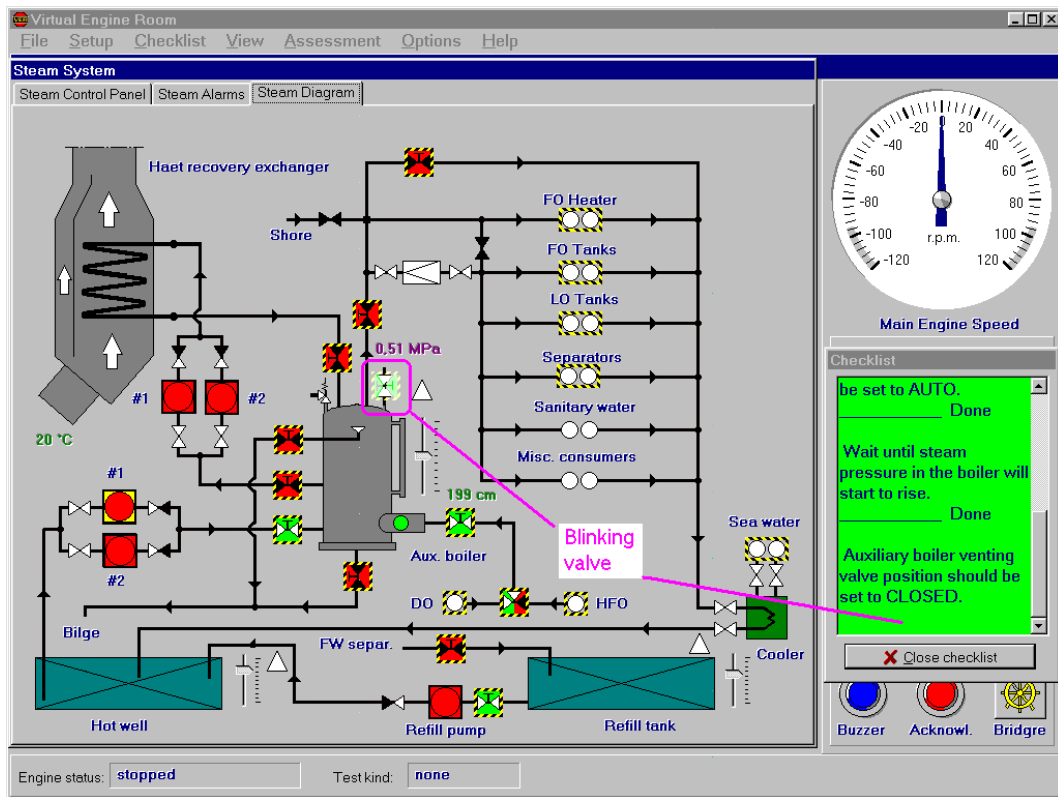 Virtual Engine Room
File Setup Checklist View Assessment Options Help
Steam System
Steam Control Panel Steam Alarms Steam Diagram
Haet recovery exchanger
Shore
FO Heater
FO Tanks
LO Tanks
Separators
Sanitary water
Misc. consumers
0,51 MPa
#1 #2
20 °C
#1
#2
199 cm
Aux. boiler
Blinking
valve
Sea water
DO
HFO
Bilge
FW separ.
Cooler
Hot well
Refill pump
Refill tank
-20 0 20
-40 40
-60 60
-80 80
-100 100
-120 120
r.p.m.
Main Engine Speed
Checklist
be set to AUTO.
_____________ Done
Wait until steam
pressure in the boiler will
start to rise.
_____________ Done
Auxiliary boiler venting
valve position should be
set to CLOSED.
Close checklist
Buzzer Acknowl. Bridgre
Engine status: stopped Test kind: none